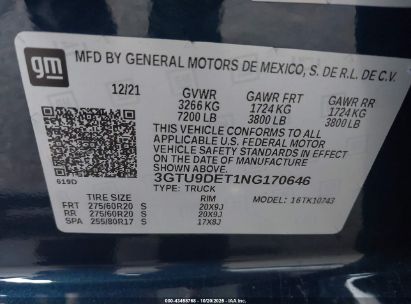 gm
MFD BY GENERAL MOTORS DE MEXICO, S. DE R.L. DE C.V.
12/21 GVWR GAWR FRT GAWR RR
3266 KG 1724 KG 1724 KG
7200 LB 3800 LB 3800 LB
THIS VEHICLE CONFORMS TO ALL
APPLICABLE U.S. FEDERAL MOTOR
VEHICLE SAFETY STANDARDS IN
EFFECT ON THE DATE OF
MANUFACTURE SHOWN ABOVE.
3GTU9DET1NG170646
619D TYPE: TRUCK
TIRE SIZE RIM MODEL: 16TK10743
FRT 275/60R20 S 20X9J
RR 275/60R20 S 20X9J
SPA 255/80R17 S 17X8J